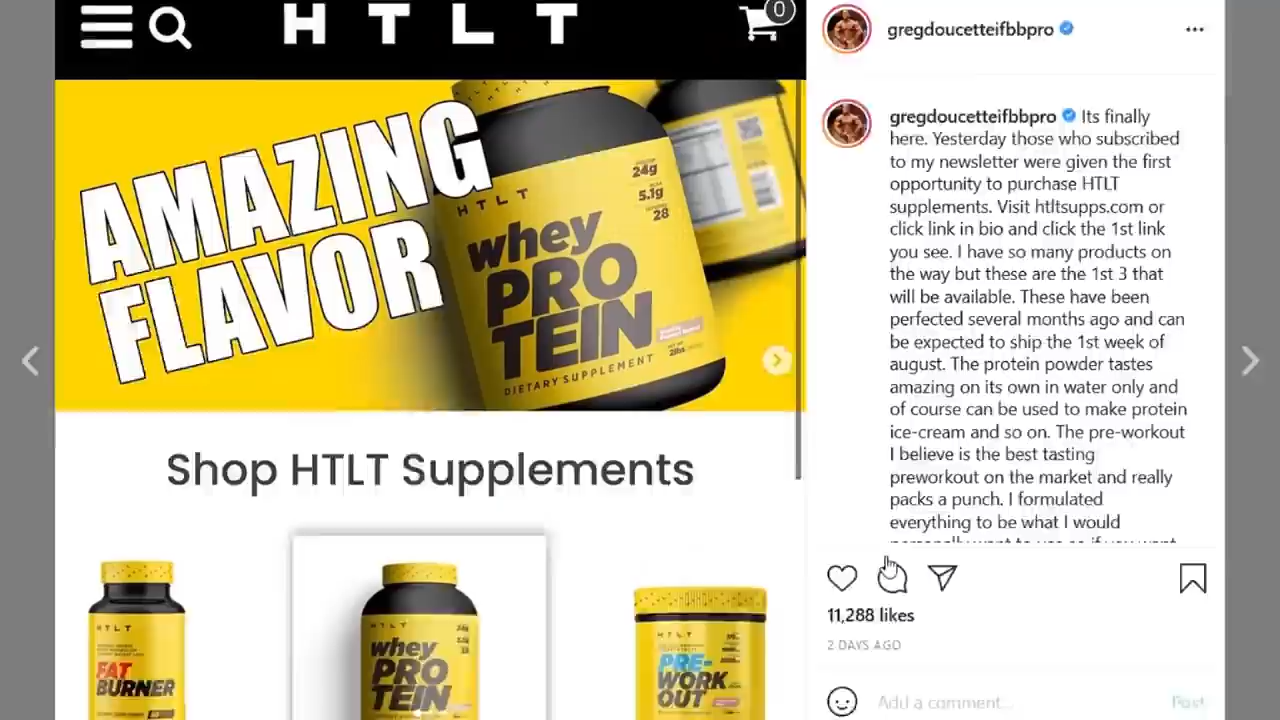 HTLT
0
AMAZING
FLAVOR
24g
5.1g
28
HTLT
whey
PRO
TEIN
2lbs
DIETARY SUPPLEMENT
Shop HTLT Supplements
HTLT
FAT
BURNER
HTLT
whey
PRO
TEIN
HTLT
PRE-
WORK
OUT
gregdoucetteifbbpro
gregdoucetteifbbpro Its finally
here. Yesterday those who subscribed
to my newsletter were given the first
opportunity to purchase HTLT
supplements. Visit htltsupps.com or
click link in bio and click the 1st link
you see. I have so many products on
the way but these are the 1st 3 that
will be available. These have been
perfected several months ago and can
be expected to ship the 1st week of
august. The protein powder tastes
amazing on its own in water only and
of course can be used to make protein
ice-cream and so on. The pre-workout
I believe is the best tasting
preworkout on the market and really
packs a punch. I formulated
everything to be what I would
11,288 likes
2 DAYS AGO
Add a comment...
Post